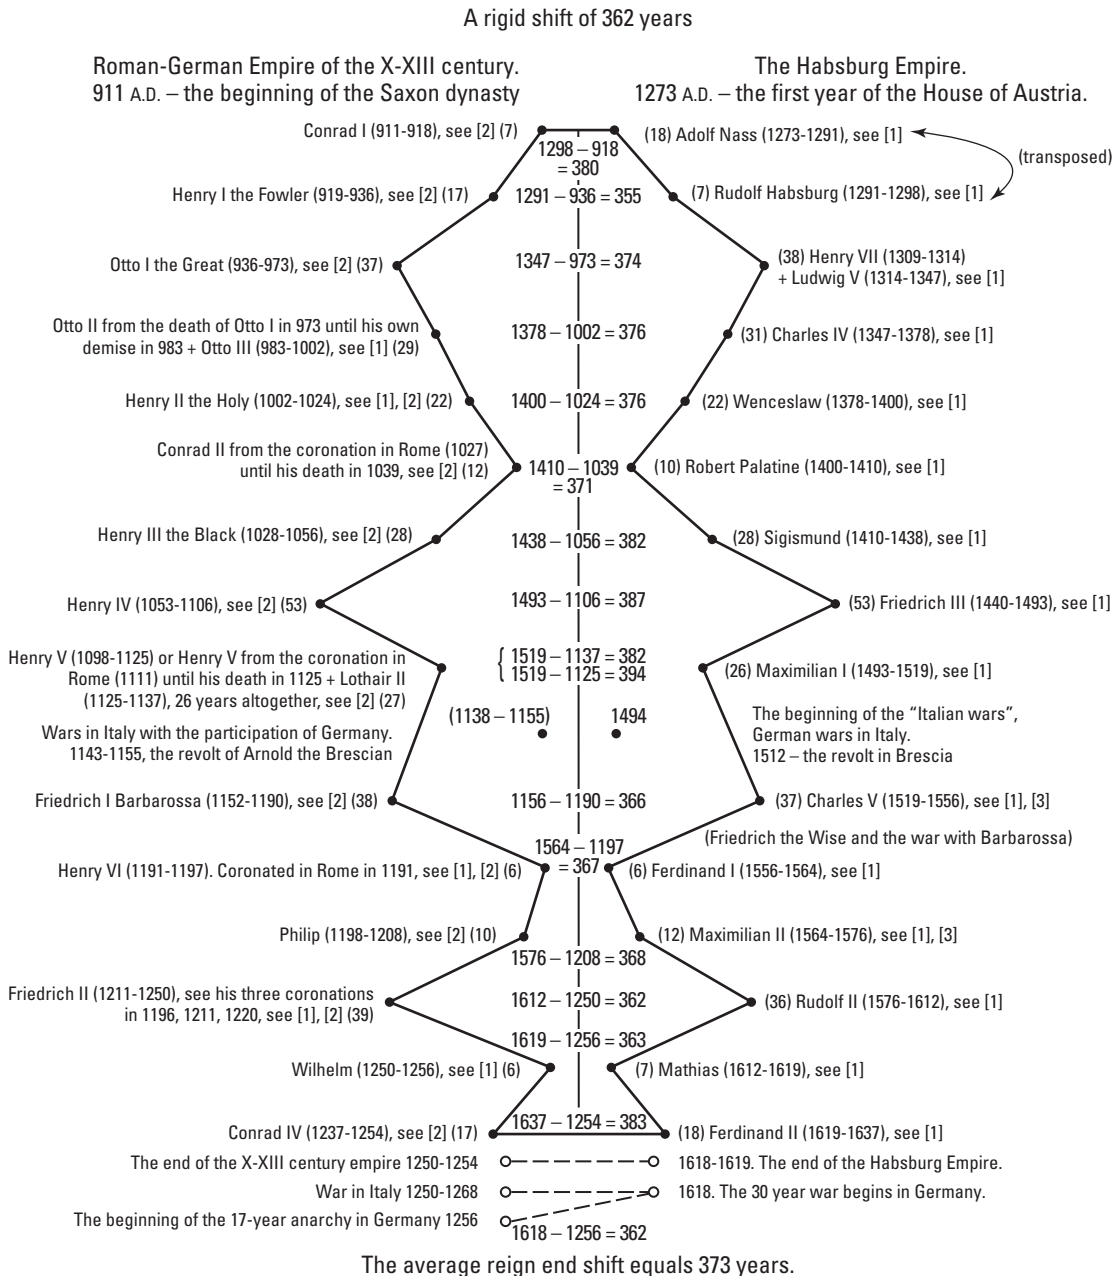 A rigid shift of 362 years
Roman-German Empire of the X-XIII century.
911 A.D. – the beginning of the Saxon dynasty
The Habsburg Empire.
1273 A.D. – the first year of the House of Austria.
Conrad I (911-918), see [2] (7)
1298 – 918
= 380
(18) Adolf Nass (1273-1291), see [1]
(transposed)
Henry I the Fowler (919-936), see [2] (17)
1291 – 936 = 355
(7) Rudolf Habsburg (1291-1298), see [1]
Otto I the Great (936-973), see [2] (37)
1347 – 973 = 374
(38) Henry VII (1309-1314)
+ Ludwig V (1314-1347), see [1]
Otto II from the death of Otto I in 973 until his own
demise in 983 + Otto III (983-1002), see [1] (29)
1378 – 1002 = 376
(31) Charles IV (1347-1378), see [1]
Henry II the Holy (1002-1024), see [1], [2] (22)
1400 – 1024 = 376
(22) Wenceslaw (1378-1400), see [1]
Conrad II from the coronation in Rome (1027)
until his death in 1039, see [2] (12)
1410 – 1039
= 371
(10) Robert Palatine (1400-1410), see [1]
Henry III the Black (1028-1056), see [2] (28)
1438 – 1056 = 382
(28) Sigismund (1410-1438), see [1]
Henry IV (1053-1106), see [2] (53)
1493 – 1106 = 387
(53) Friedrich III (1440-1493), see [1]
Henry V (1098-1125) or Henry V from the coronation in
Rome (1111) until his death in 1125 + Lothair II
(1125-1137), 26 years altogether, see [2] (27)
{ 1519 – 1137 = 382
1519 – 1125 = 394
(26) Maximilian I (1493-1519), see [1]
(1138 – 1155)
1494
Wars in Italy with the participation of Germany.
1143-1155, the revolt of Arnold the Brescian
The beginning of the “Italian wars”,
German wars in Italy.
1512 – the revolt in Brescia
Friedrich I Barbarossa (1152-1190), see [2] (38)
1156 – 1190 = 366
(37) Charles V (1519-1556), see [1], [3]
(Friedrich the Wise and the war with Barbarossa)
Henry VI (1191-1197). Coronated in Rome in 1191, see [1], [2] (6)
1564 – 1197
= 367
(6) Ferdinand I (1556-1564), see [1]
Philip (1198-1208), see [2] (10)
(12) Maximilian II (1564-1576), see [1], [3]
1576 – 1208 = 368
Friedrich II (1211-1250), see his three coronations
in 1196, 1211, 1220, see [1], [2] (39)
1612 – 1250 = 362
(36) Rudolf II (1576-1612), see [1]
1619 – 1256 = 363
Wilhelm (1250-1256), see [1] (6)
(7) Mathias (1612-1619), see [1]
1637 – 1254 = 383
Conrad IV (1237-1254), see [2] (17)
(18) Ferdinand II (1619-1637), see [1]
The end of the X-XIII century empire 1250-1254
1618-1619. The end of the Habsburg Empire.
War in Italy 1250-1268
1618. The 30 year war begins in Germany.
The beginning of the 17-year anarchy in Germany 1256
1618 – 1256 = 362
The average reign end shift equals 373 years.